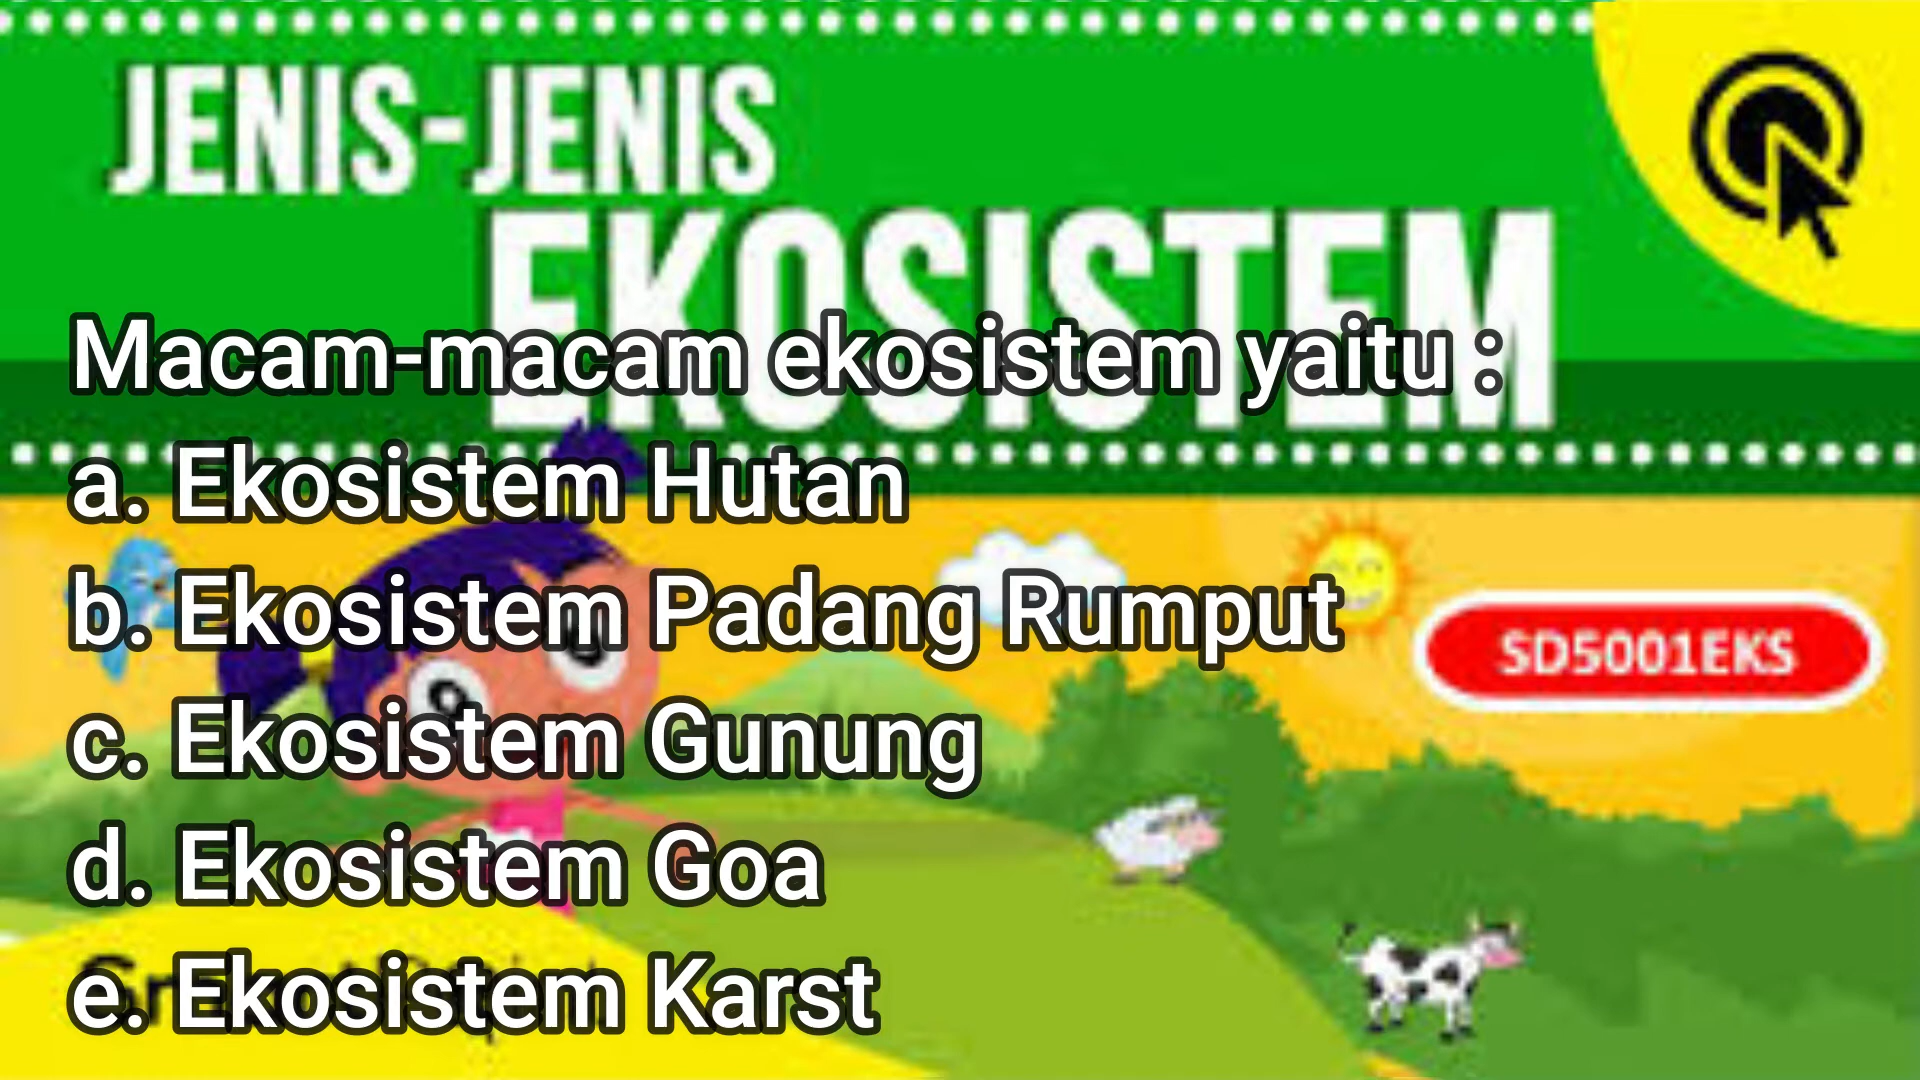 JENIS-JENIS
EKOSISTEM
Macam-macam ekosistem yaitu :
a. Ekosistem Hutan
b. Ekosistem Padang Rumput
SD5001EKS
c. Ekosistem Gunung
d. Ekosistem Goa
e. Ekosistem Karst